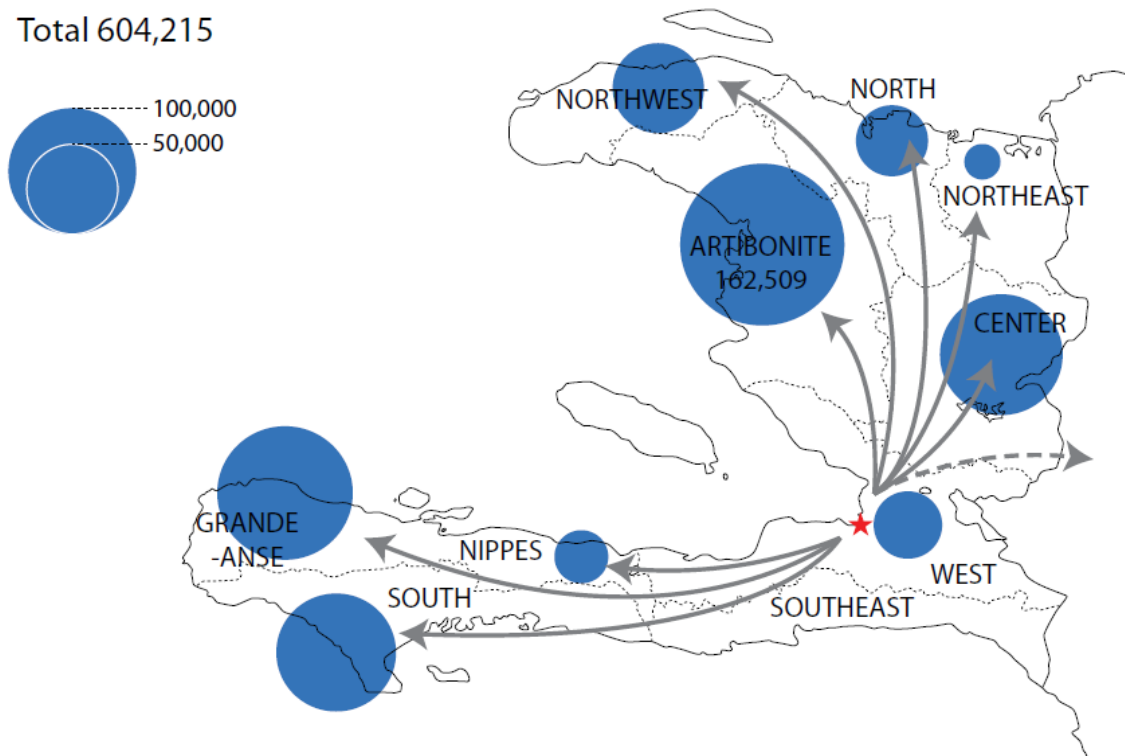 Total 604,215
100,000
50,000
NORTHWEST
NORTH
NORTHEAST
ARTIBONITE
162,509
CENTER
GRANDE
-ANSE
NIPPES
SOUTH
WEST
SOUTHEAST